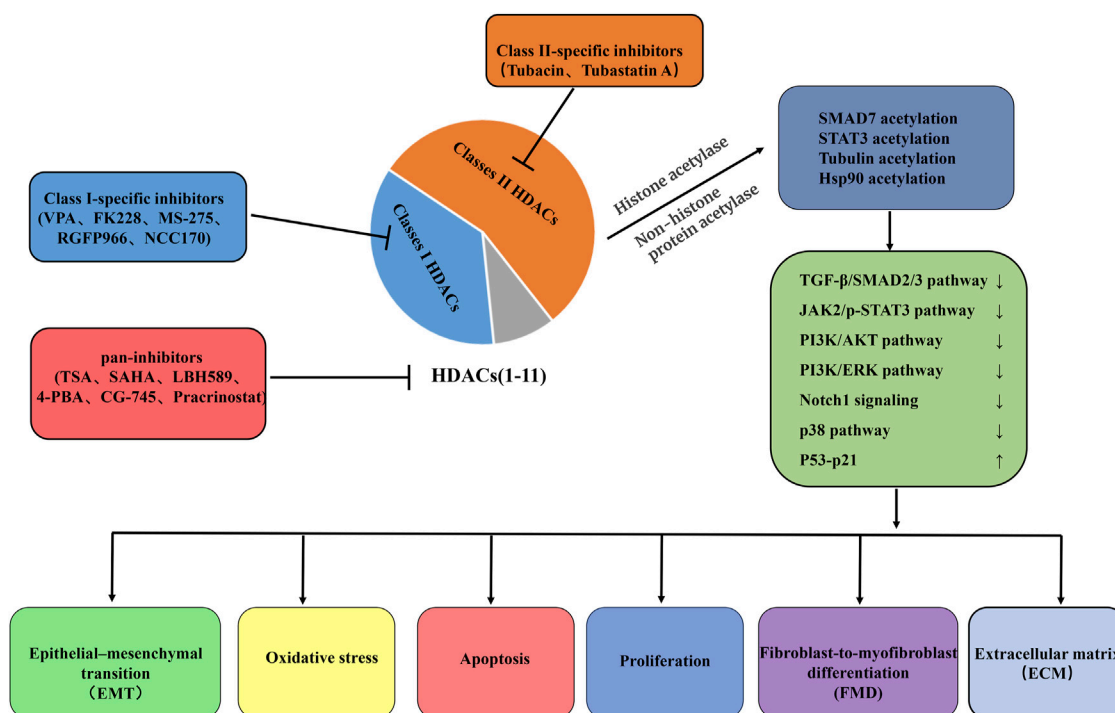 Class II-specific inhibitors
（Tubacin、Tubastatin A）
Classes II HDACs
Class I-specific inhibitors
(VPA、FK228、MS-275、
RGFP966、NCC170)
Classes I HDACs
pan-inhibitors
(TSA、SAHA、LBH589、
4-PBA、CG-745、Pracrinostat)
HDACs(1-11)
Histone acetylase
Non-histone
protein acetylase
SMAD7 acetylation
STAT3 acetylation
Tubulin acetylation
Hsp90 acetylation
TGF-β/SMAD2/3 pathway ↓
JAK2/p-STAT3 pathway ↓
PI3K/AKT pathway ↓
PI3K/ERK pathway ↓
Notch1 signaling ↓
p38 pathway ↓
P53-p21 ↑
Epithelial–mesenchymal
transition
（EMT）
Oxidative stress
Apoptosis
Proliferation
Fibroblast-to-myofibroblast
differentiation
(FMD)
Extracellular matrix
（ECM）